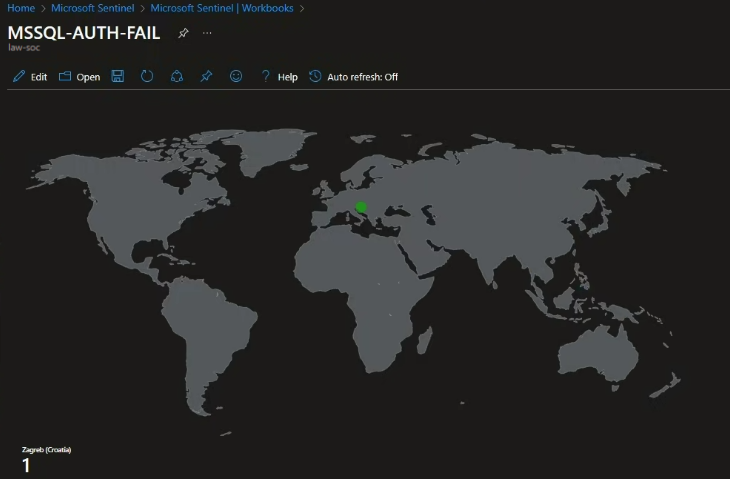 Home > Microsoft Sentinel > Microsoft Sentinel | Workbooks >
MSSQL-AUTH-FAIL ...
law-soc
Edit Open ? Help Auto refresh: Off
Zagreb (Croatia)
1